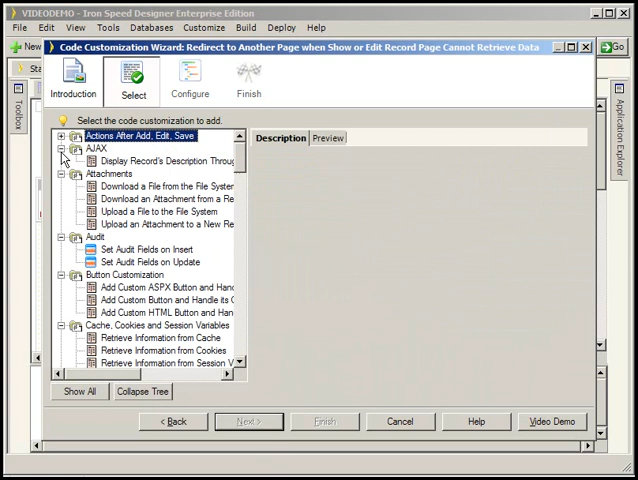 VIDEODEMO - Iron Speed Designer Enterprise Edition
File Edit View Tools Databases Customize Build Deploy Help
New
Go
Sta
Code Customization Wizard: Redirect to Another Page when Show or Edit Record Page Cannot Retrieve Data
Introduction Select Configure Finish
Toolbox
Application Explorer
Select the code customization to add.
Actions After Add, Edit, Save
AJAX
Display Record's Description Throug
Attachments
Download a File from the File System
Download an Attachment from a Re
Upload a File to the File System
Upload an Attachment to a New Re
Audit
Set Audit Fields on Insert
Set Audit Fields on Update
Button Customization
Add Custom ASPX Button and Hand
Add Custom Button and Handle its C
Add Custom HTML Button and Han
Cache, Cookies and Session Variables
Retrieve Information from Cache
Retrieve Information from Cookies
Retrieve Information from Session V
Description Preview
Show All Collapse Tree
< Back Next > Finish Cancel Help Video Demo